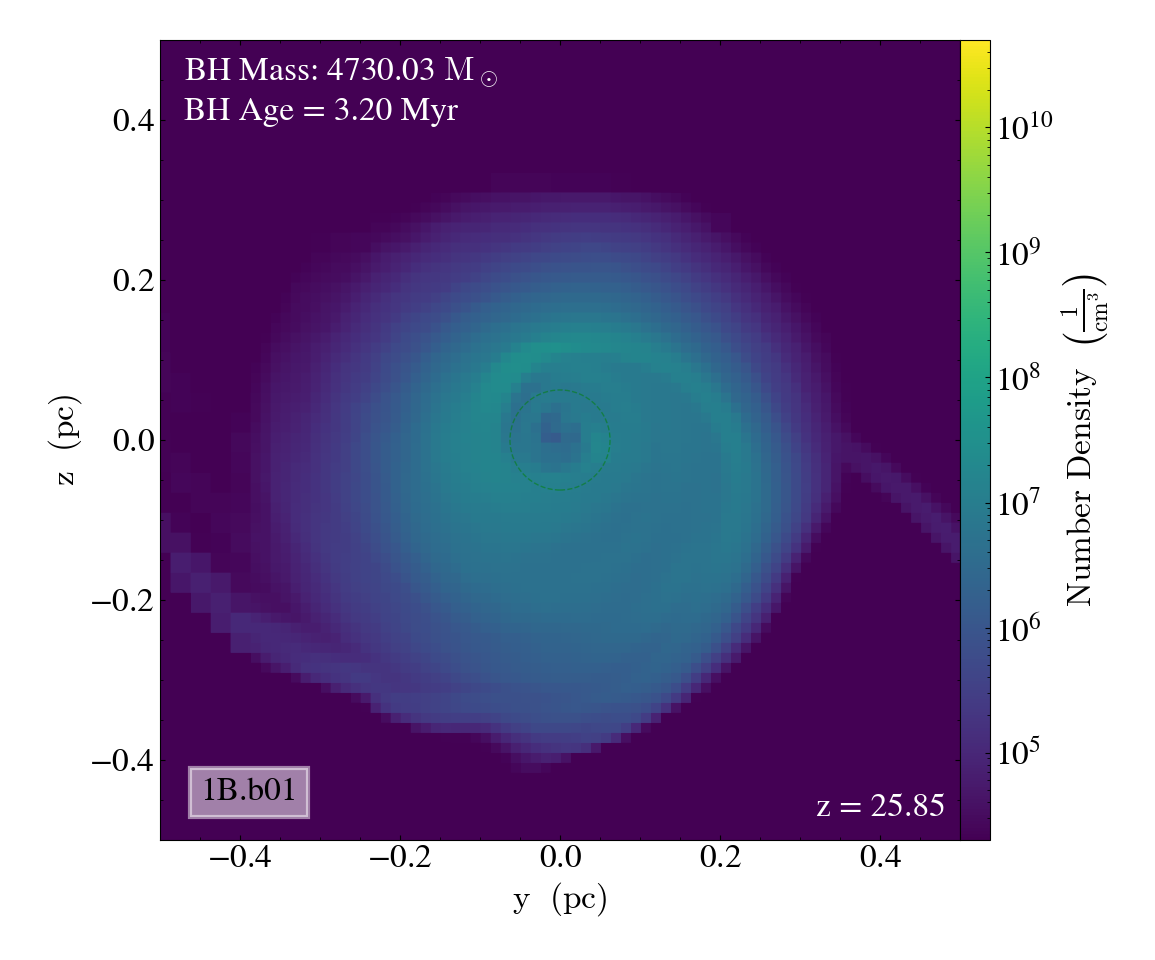 BH Mass: 4730.03 M⊙
BH Age = 3.20 Myr
0.4
0.2
0.0
−0.2
−0.4
z (pc)
1B.b01
z = 25.85
−0.4 −0.2 0.0 0.2 0.4
y (pc)
10¹⁰
10⁹
10⁸
10⁷
10⁶
10⁵
Number Density (1/cm³)